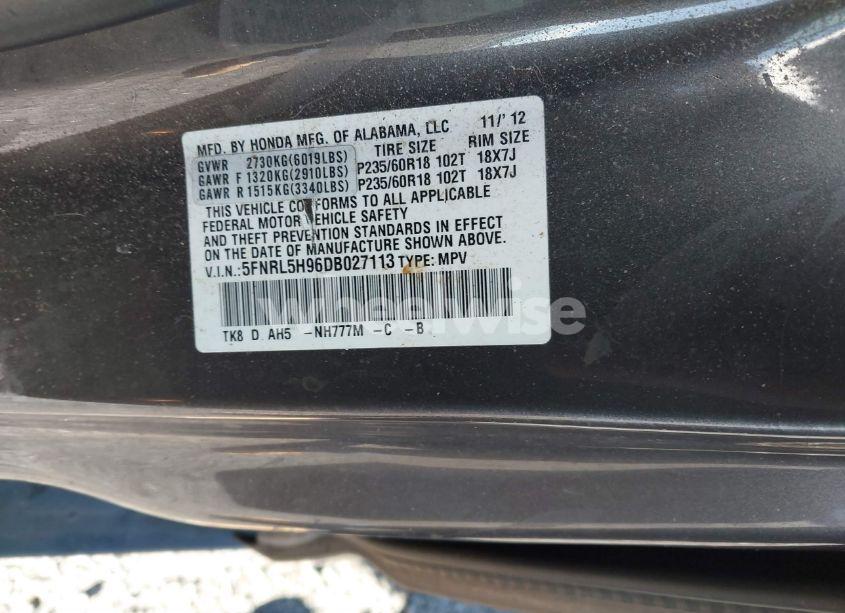 MFD. BY HONDA MFG. OF ALABAMA, LLC 11/'12
TIRE SIZE RIM SIZE
GVWR 2730KG(6019LBS)
GAWR F 1320KG(2910LBS) P235/60R18 102T 18X7J
GAWR R 1515KG(3340LBS) P235/60R18 102T 18X7J
THIS VEHICLE CONFORMS TO ALL APPLICABLE
FEDERAL MOTOR VEHICLE SAFETY
AND THEFT PREVENTION STANDARDS IN EFFECT
ON THE DATE OF MANUFACTURE SHOWN ABOVE.
V.I.N.:5FNRL5H96DB027113 TYPE: MPV
wheelwise
TK8 D AH5 -NH777M -C -B